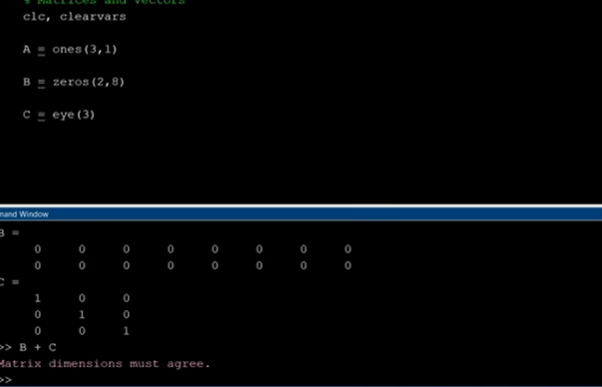 % Matrices and vectors
clc, clearvars
A = ones(3,1)
B = zeros(2,8)
C = eye(3)
mand Window
B =
0 0 0 0 0 0 0 0
0 0 0 0 0 0 0 0
C =
1 0 0
0 1 0
0 0 1
>> B + C
Matrix dimensions must agree.
>>